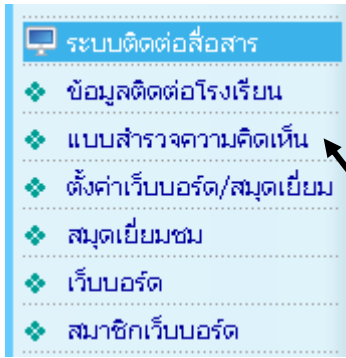 ระบบติดต่อสื่อสาร
ข้อมูลติดต่อโรงเรียน
แบบสำรวจความคิดเห็น
ตั้งค่าเว็บบอร์ด/สมุดเยี่ยม
สมุดเยี่ยมชม
เว็บบอร์ด
สมาชิกเว็บบอร์ด